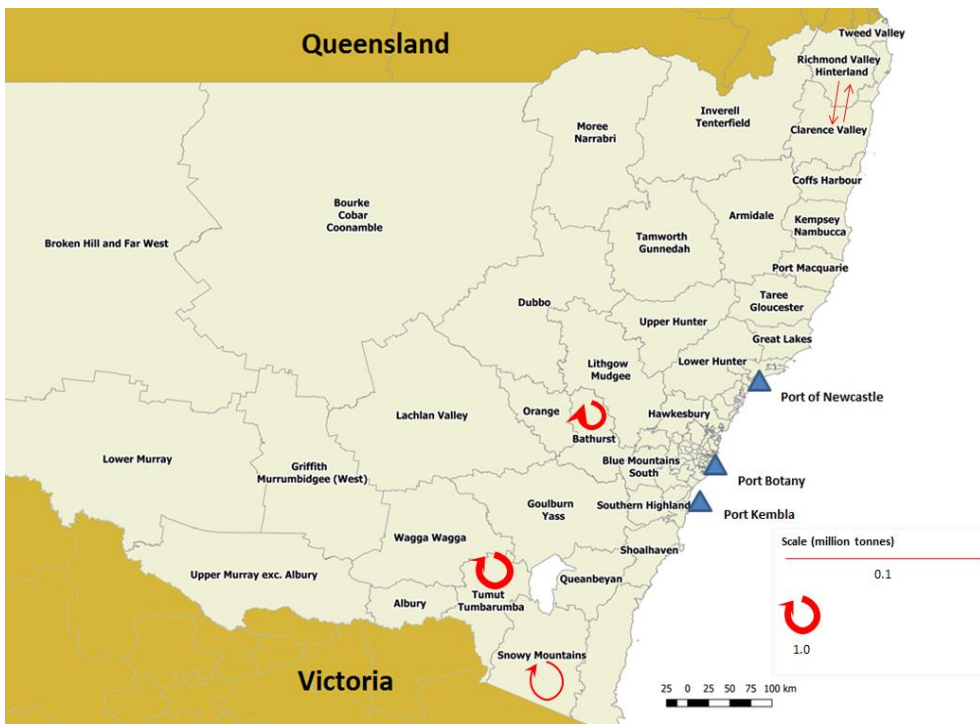 Queensland
Tweed Valley
Richmond Valley
Hinterland
Inverell
Tenterfield
Moree
Narrabri
Clarence Valley
Coffs Harbour
Bourke
Cobar
Coonamble
Armidale
Kempsey
Nambucca
Broken Hill and Far West
Tamworth
Gunnedah
Port Macquarie
Dubbo
Taree
Gloucester
Upper Hunter
Great Lakes
Lithgow
Mudgee
Lower Hunter
Port of Newcastle
Lachlan Valley
Orange
Hawkesbury
Bathurst
Lower Murray
Griffith
Murrumbidgee (West)
Blue Mountains
South
Port Botany
Goulburn
Yass
Southern Highland
Port Kembla
Wagga Wagga
Shoalhaven
Scale (million tonnes)
0.1
Upper Murray exc. Albury
Tumut
Tumbarumba
Queanbeyan
Albury
1.0
Snowy Mountains
Victoria
25 0 25 50 75 100 km